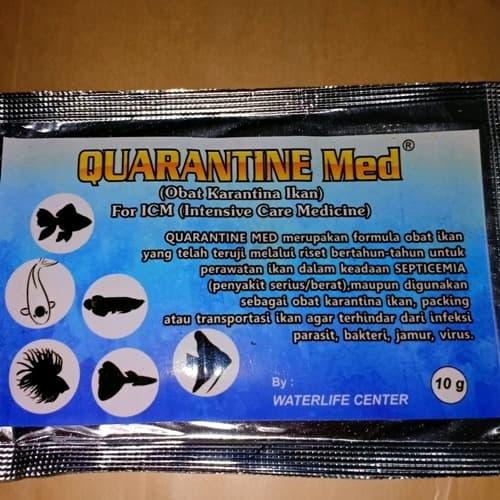 QUARANTINE Med®
(Obat Karantina Ikan)
For ICM (Intensive Care Medicine)
QUARANTINE MED merupakan formula obat ikan
yang telah teruji melalui riset bertahun-tahun untuk
perawatan ikan dalam keadaan SEPTICEMIA
(penyakit serius/berat),maupun digunakan
sebagai obat karantina ikan, packing
atau transportasi ikan agar terhindar dari infeksi
parasit, bakteri, jamur, virus.
By :
WATERLIFE CENTER
10 g